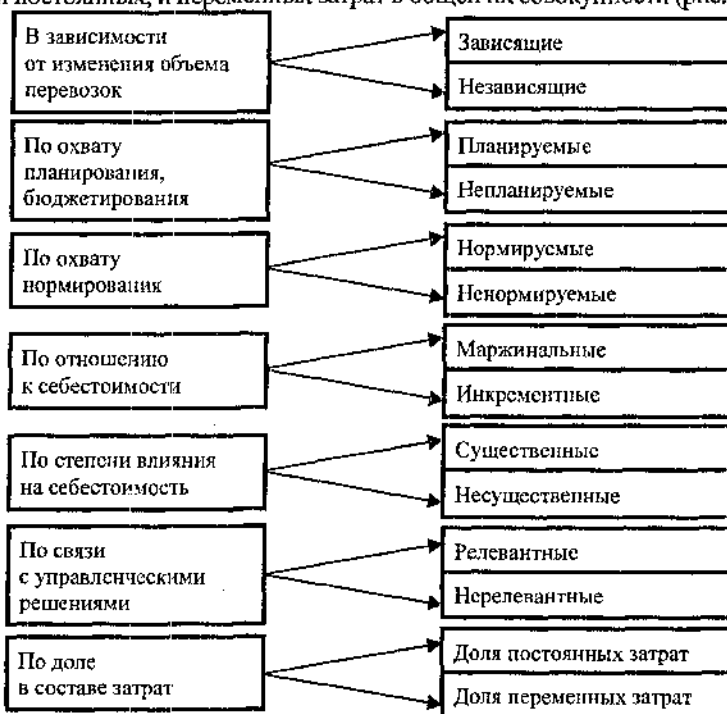 постоянных, и переменных затрат в общей их совокупности (рис.
В зависимости
от изменения объема
перевозок
Зависящие
Независящие
По охвату
планирования,
бюджетирования
Планируемые
Непланируемые
По охвату
нормирования
Нормируемые
Ненормируемые
По отношению
к себестоимости
Маржинальные
Инкрементные
По степени влияния
на себестоимость
Существенные
Несущественные
По связи
с управленческими
решениями
Релевантные
Нерелевантные
По доле
в составе затрат
Доля постоянных затрат
Доля переменных затрат